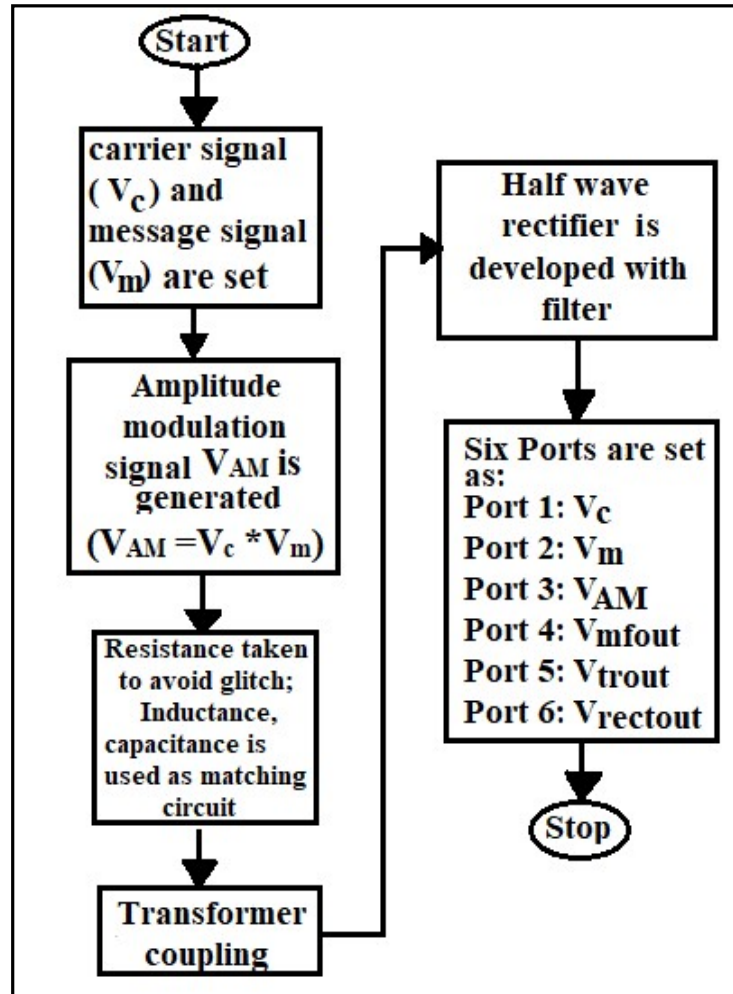 Start
carrier signal
( Vc) and
message signal
(Vm) are set
Amplitude
modulation
signal VAM is
generated
(VAM =Vc *Vm)
Resistance taken
to avoid glitch;
Inductance,
capacitance is
used as matching
circuit
Transformer
coupling
Half wave
rectifier is
developed with
filter
Six Ports are set
as:
Port 1: Vc
Port 2: Vm
Port 3: VAM
Port 4: Vmfout
Port 5: Vtrout
Port 6: Vrectout
Stop